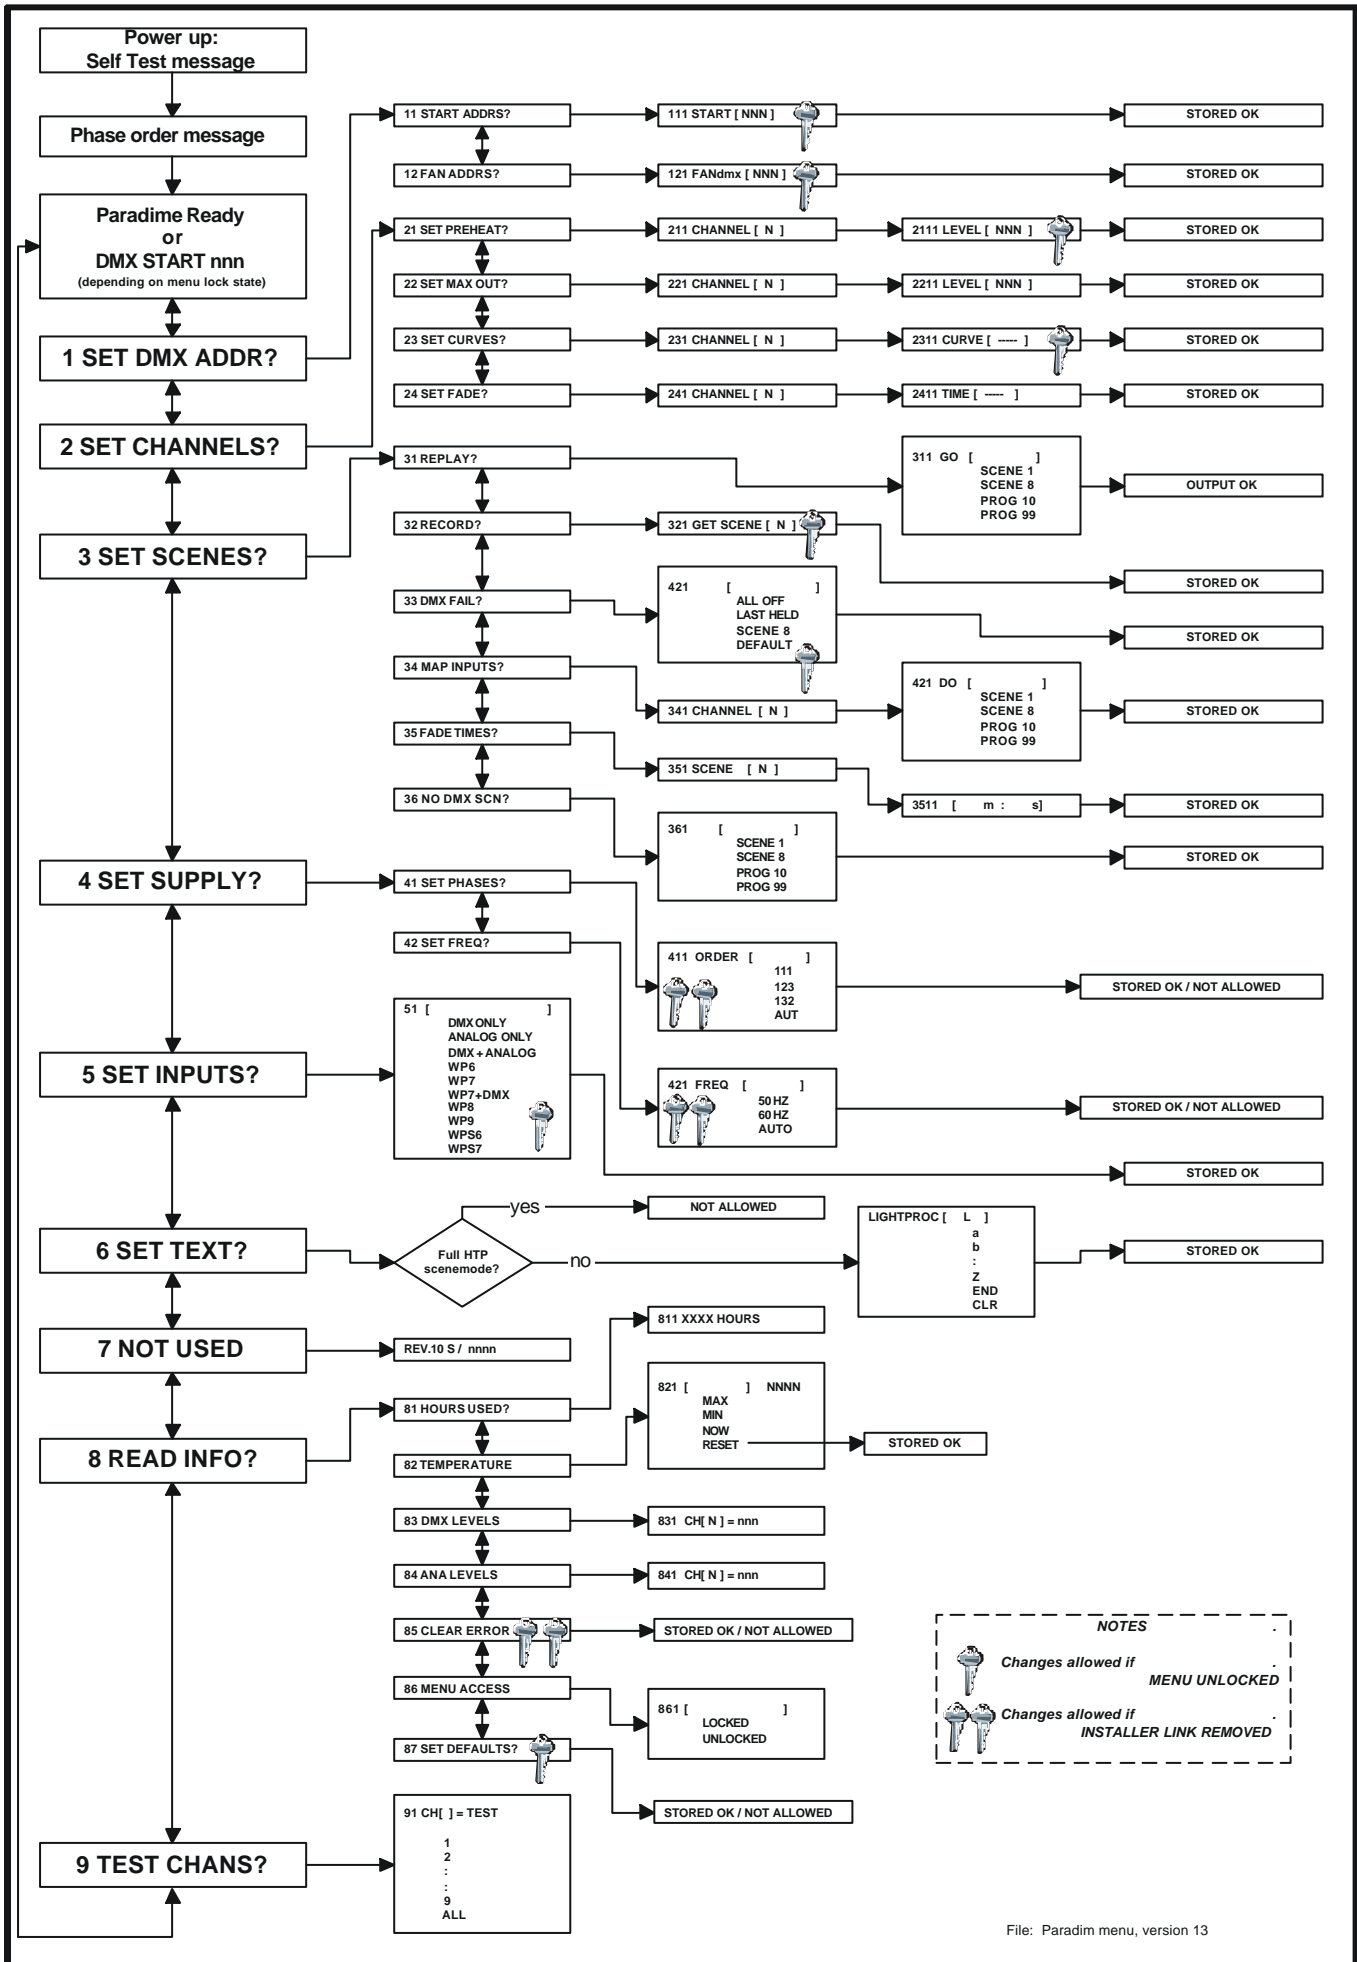 Power up:
Self Test message
Phase order message
Paradime Ready
or
DMX START nnn
(depending on menu lock state)
1 SET DMX ADDR?
11 START ADDRS?
111 START [ NNN ]
STORED OK
12 FAN ADDRS?
121 FANdmx [ NNN ]
STORED OK
2 SET CHANNELS?
21 SET PREHEAT?
211 CHANNEL [ N ]
2111 LEVEL [ NNN ]
STORED OK
22 SET MAX OUT?
221 CHANNEL [ N ]
2211 LEVEL [ NNN ]
STORED OK
23 SET CURVES?
231 CHANNEL [ N ]
2311 CURVE [ ----- ]
STORED OK
24 SET FADE?
241 CHANNEL [ N ]
2411 TIME [ ----- ]
STORED OK
3 SET SCENES?
31 REPLAY?
311 GO [ ]
SCENE 1
SCENE 8
PROG 10
PROG 99
OUTPUT OK
32 RECORD?
321 GET SCENE [ N ]
STORED OK
33 DMX FAIL?
421 [ ]
ALL OFF
LAST HELD
SCENE 8
DEFAULT
STORED OK
34 MAP INPUTS?
341 CHANNEL [ N ]
421 DO [ ]
SCENE 1
SCENE 8
PROG 10
PROG 99
STORED OK
35 FADE TIMES?
351 SCENE [ N ]
3511 [ m : s]
STORED OK
36 NO DMX SCN?
361 [ ]
SCENE 1
SCENE 8
PROG 10
PROG 99
STORED OK
4 SET SUPPLY?
41 SET PHASES?
411 ORDER [ ]
111
123
132
AUT
STORED OK / NOT ALLOWED
42 SET FREQ?
421 FREQ [ ]
50 HZ
60 HZ
AUTO
STORED OK / NOT ALLOWED
5 SET INPUTS?
51 [ ]
DMX ONLY
ANALOG ONLY
DMX + ANALOG
WP6
WP7
WP7+DMX
WP8
WP9
WPS6
WPS7
STORED OK
6 SET TEXT?
Full HTP
scenemode?
yes
NOT ALLOWED
no
LIGHTPROC [ L ]
a
b
:
Z
END
CLR
STORED OK
7 NOT USED
REV.10 S / nnnn
8 READ INFO?
81 HOURS USED?
811 XXXX HOURS
82 TEMPERATURE
821 [ ] NNNN
MAX
MIN
NOW
RESET
STORED OK
83 DMX LEVELS
831 CH[ N ] = nnn
84 ANA LEVELS
841 CH[ N ] = nnn
85 CLEAR ERROR
STORED OK / NOT ALLOWED
86 MENU ACCESS
861 [ ]
LOCKED
UNLOCKED
87 SET DEFAULTS?
STORED OK / NOT ALLOWED
9 TEST CHANS?
91 CH[ ] = TEST
1
2
:
:
9
ALL
NOTES .
Changes allowed if .
MENU UNLOCKED
Changes allowed if .
INSTALLER LINK REMOVED
File: Paradim menu, version 13